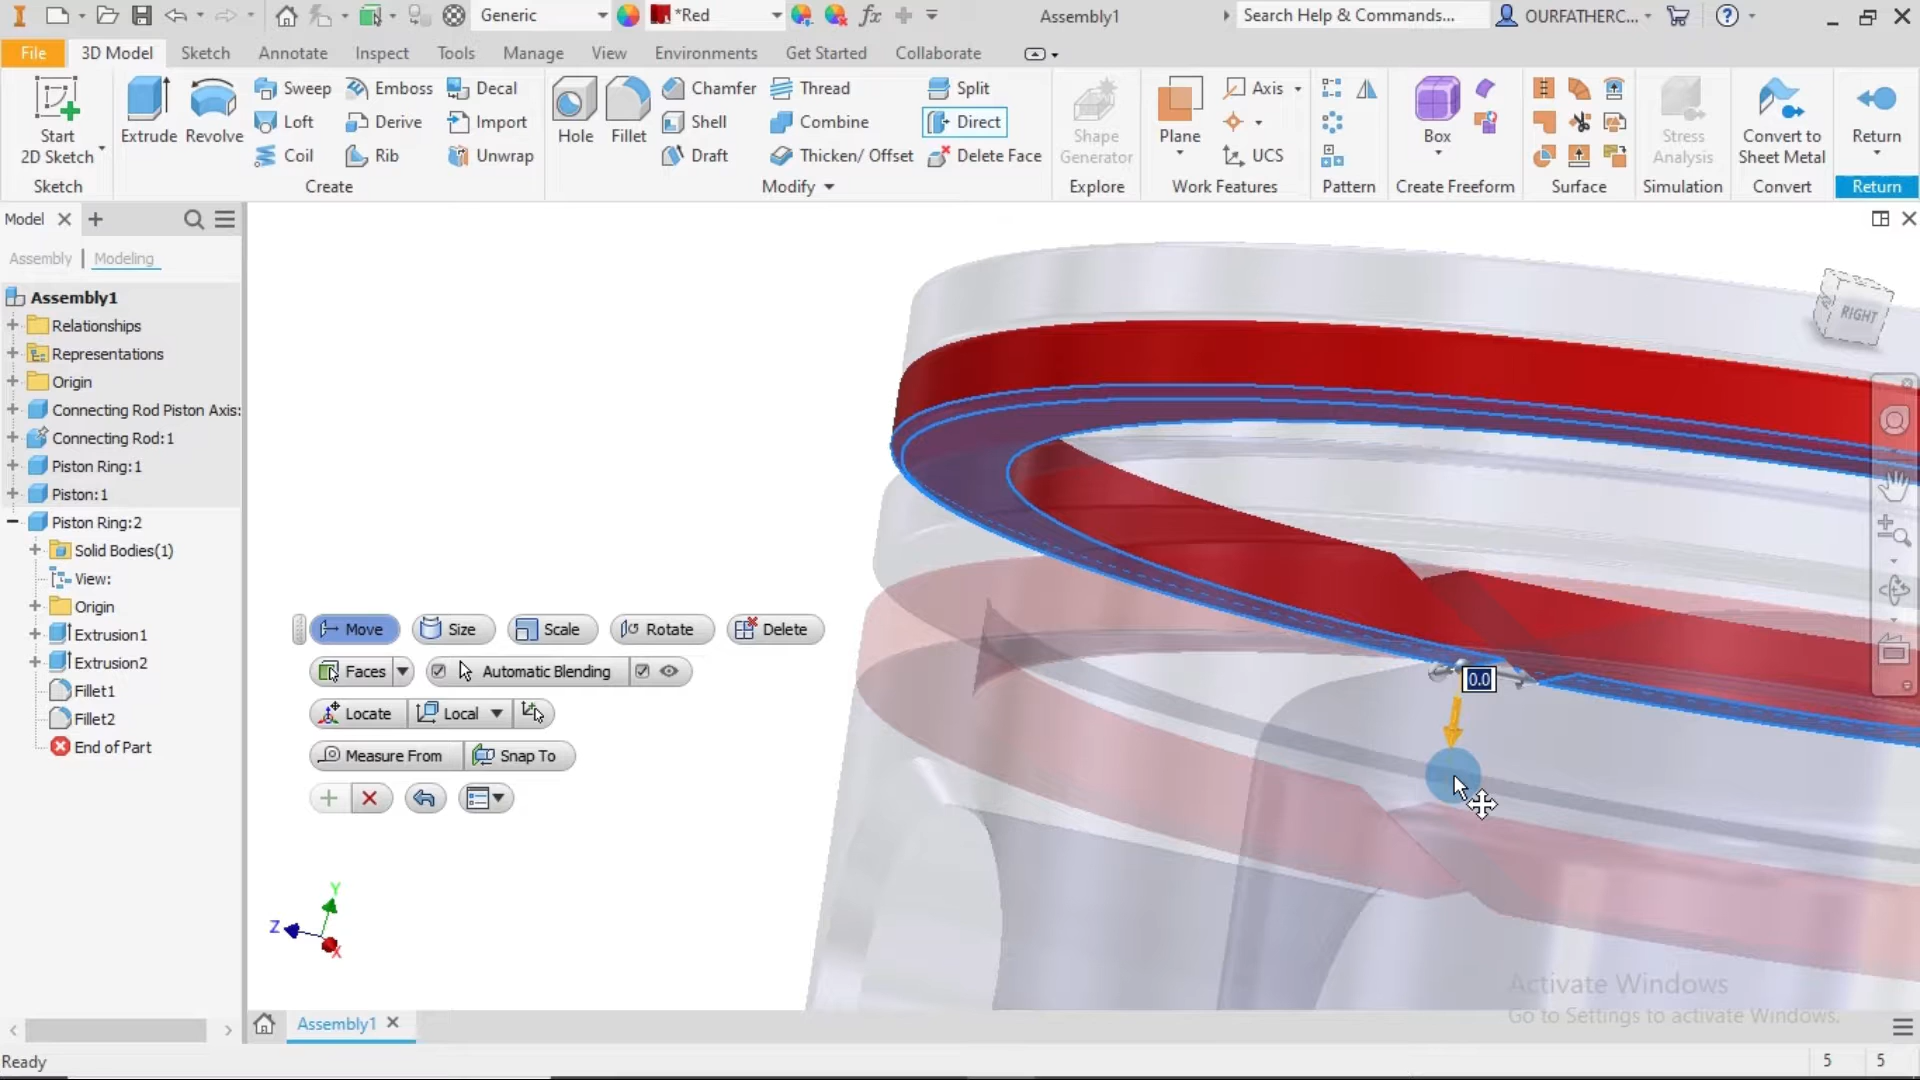 Generic
*Red
fx
Assembly1
Search Help & Commands...
OURFATHERC...
File
3D Model
Sketch
Annotate
Inspect
Tools
Manage
View
Environments
Get Started
Collaborate
Start
2D Sketch
Extrude
Revolve
Sweep
Emboss
Decal
Loft
Derive
Import
Coil
Rib
Unwrap
Hole
Fillet
Chamfer
Thread
Split
Shell
Combine
Direct
Draft
Thicken/ Offset
Delete Face
Shape
Generator
Plane
Axis
UCS
Box
Stress
Analysis
Convert to
Sheet Metal
Return
Sketch
Create
Modify
Explore
Work Features
Pattern
Create Freeform
Surface
Simulation
Convert
Return
Model
Assembly | Modeling
Assembly1
Relationships
Representations
Origin
Connecting Rod Piston Axis:
Connecting Rod:1
Piston Ring:1
Piston:1
Piston Ring:2
Solid Bodies(1)
View:
Origin
Extrusion1
Extrusion2
Fillet1
Fillet2
End of Part
RIGHT
Move
Size
Scale
Rotate
Delete
Faces
Automatic Blending
Locate
Local
Measure From
Snap To
0.0
Y
Z
X
Activate Windows
Go to Settings to activate Windows.
Assembly1
Ready
5
5